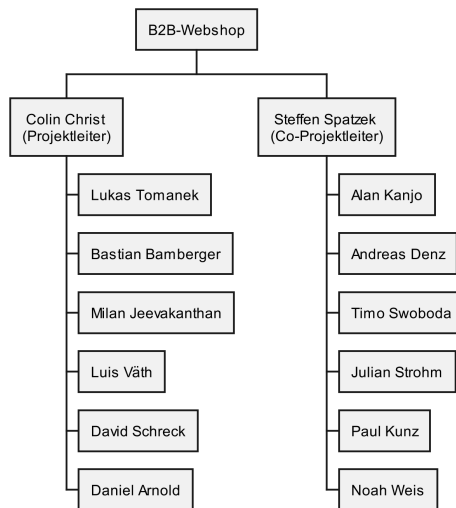 B2B-Webshop
Colin Christ
(Projektleiter)
Steffen Spatzek
(Co-Projektleiter)
Lukas Tomanek
Alan Kanjo
Bastian Bamberger
Andreas Denz
Milan Jeevakanthan
Timo Swoboda
Luis Väth
Julian Strohm
David Schreck
Paul Kunz
Daniel Arnold
Noah Weis